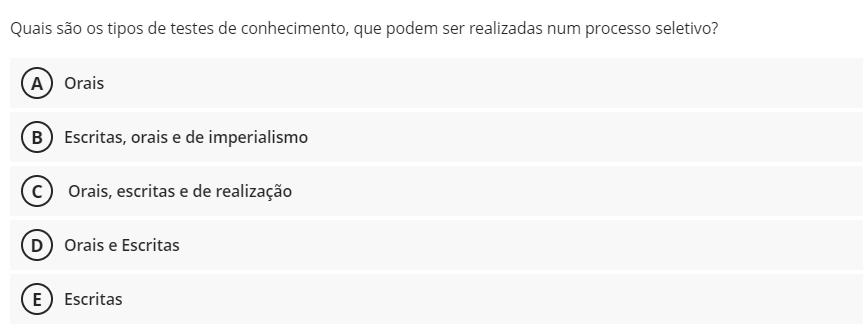 Quais são os tipos de testes de conhecimento, que podem ser realizadas num processo seletivo?
A Orais
B Escritas, orais e de imperialismo
C Orais, escritas e de realização
D Orais e Escritas
E Escritas